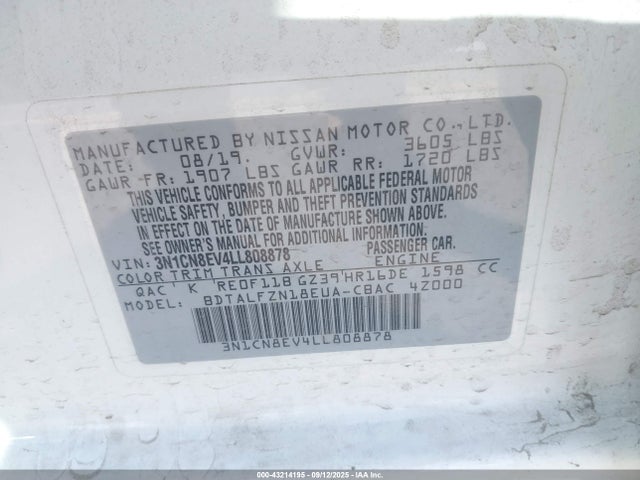 MANUFACTURED BY NISSAN MOTOR CO., LTD.
DATE: 08/19. GVWR: 3605 LBS
GAWR FR: 1907 LBS GAWR RR: 1720 LBS
THIS VEHICLE CONFORMS TO ALL APPLICABLE FEDERAL MOTOR
VEHICLE SAFETY, BUMPER AND THEFT PREVENTION STANDARDS
IN EFFECT ON THE DATE OF MANUFACTURE SHOWN ABOVE.
SEE OWNER'S MANUAL FOR ADDITIONAL INFORMATION.
VIN: 3N1CN8EV4LL808878 PASSENGER CAR.
COLOR TRIM TRANS AXLE ENGINE
QAC' K 'RE0F11B GZ39'HR16DE 1598 CC
BDTALFZN18EUA-CBAC 4Z000
3N1CN8EV4LL808878
000-43214195 - 09/12/2025 - Copyright IAA, Inc.